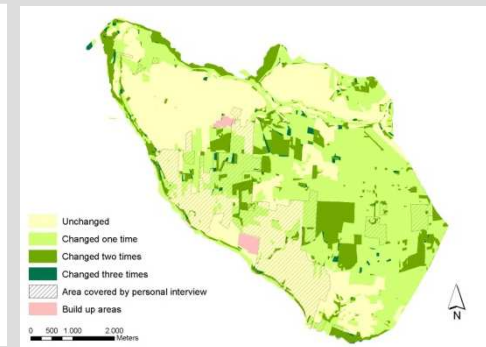 Unchanged
Changed one time
Changed two times
Changed three times
Area covered by personal interview
Build up areas
0 500 1.000 2.000
Meters
N